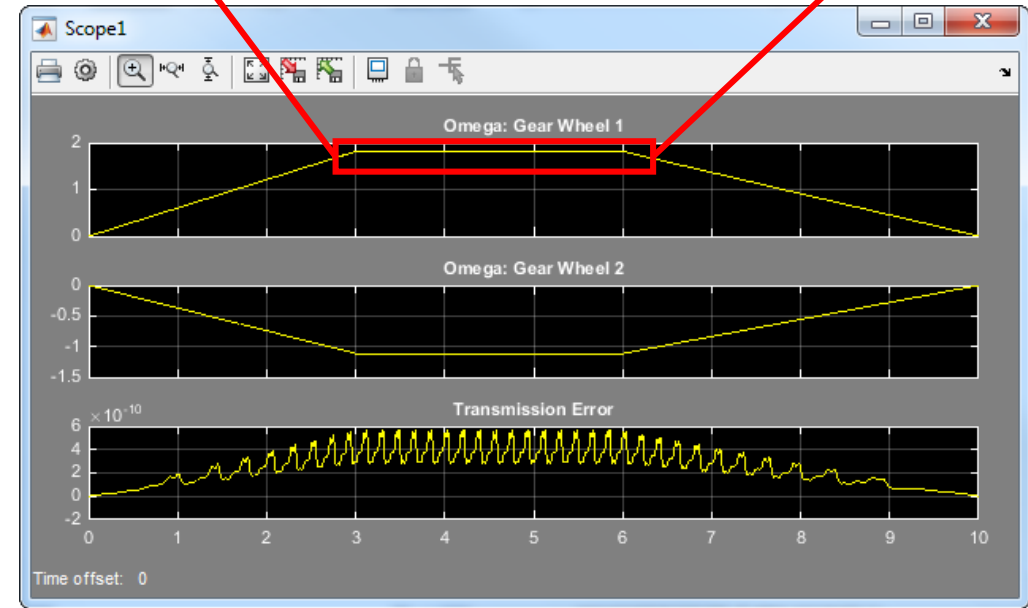 Scope1
Omega: Gear Wheel 1
2
1
0
Omega: Gear Wheel 2
0
-0.5
-1
-1.5
×10^-10
Transmission Error
6
4
2
0
-2
0 1 2 3 4 5 6 7 8 9 10
Time offset: 0